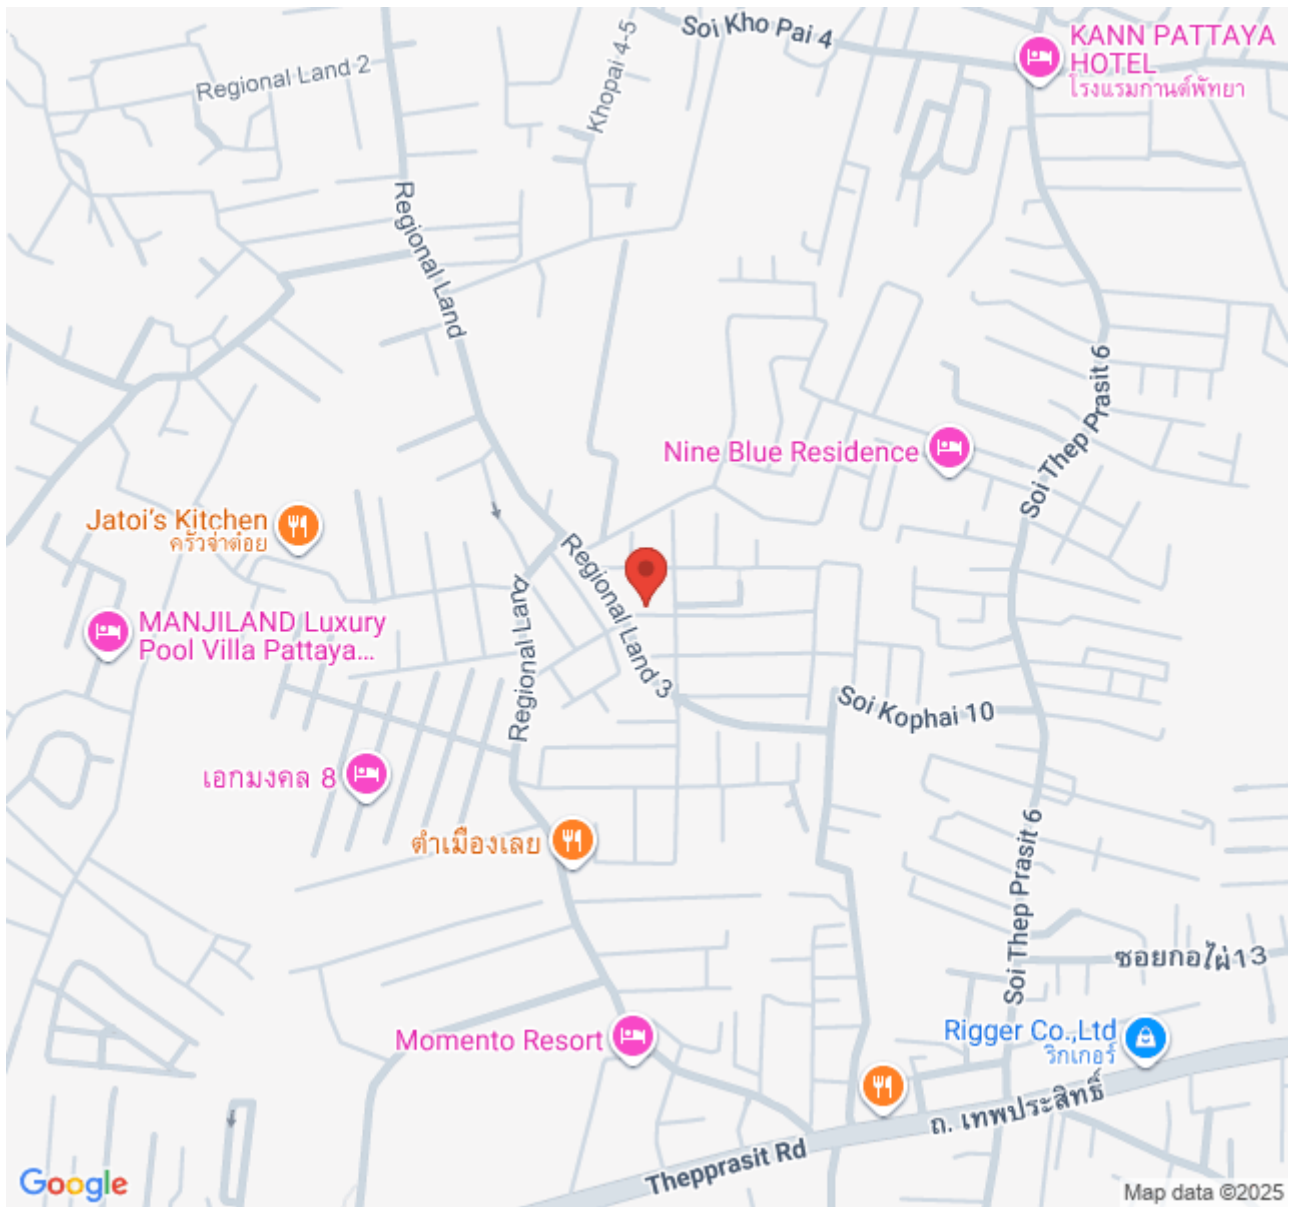 Soi Kho Pai 4
KANN PATTAYA
HOTEL
โรงแรมกานต์พัทยา
Regional Land 2
Khopai 4-5
Regional Land
Soi Thep Prasit 6
Nine Blue Residence
Jatoi's Kitchen
ครัวจ่าต๋อย
Regional Land 3
Regional Land
MANJILAND Luxury
Pool Villa Pattaya...
Soi Kophai 10
เอกมงคล 8
ตำเมืองเลย
Soi Thep Prasit 6
ซอยกอไผ่13
Momento Resort
Rigger Co.,Ltd
ริกเกอร์
ถ. เทพประสิทธิ์
Thepprasit Rd
Google
Map data ©2025